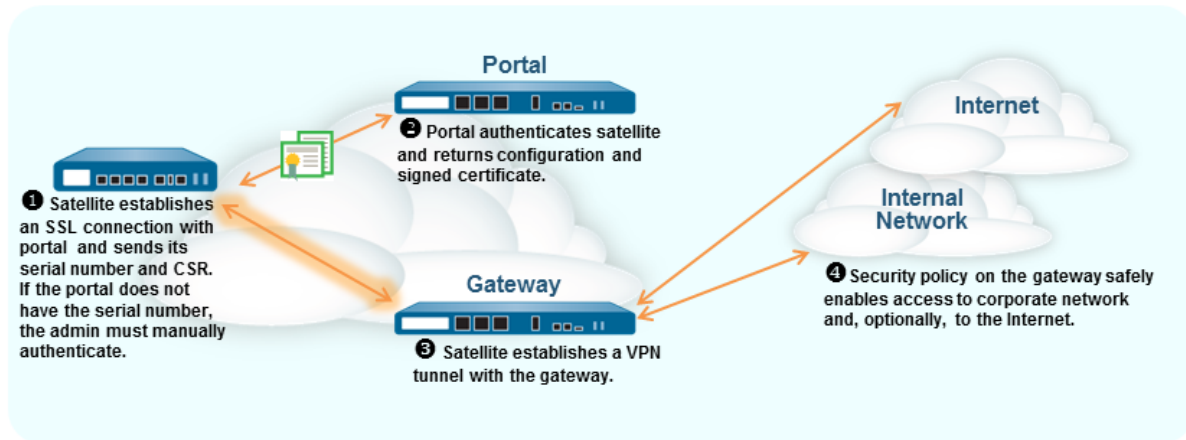 Portal
❷ Portal authenticates satellite
and returns configuration and
signed certificate.
❶ Satellite establishes
an SSL connection with
portal and sends its
serial number and CSR.
If the portal does not
have the serial number,
the admin must manually
authenticate.
Gateway
❸ Satellite establishes a VPN
tunnel with the gateway.
Internet
Internal
Network
❹ Security policy on the gateway safely
enables access to corporate network
and, optionally, to the Internet.